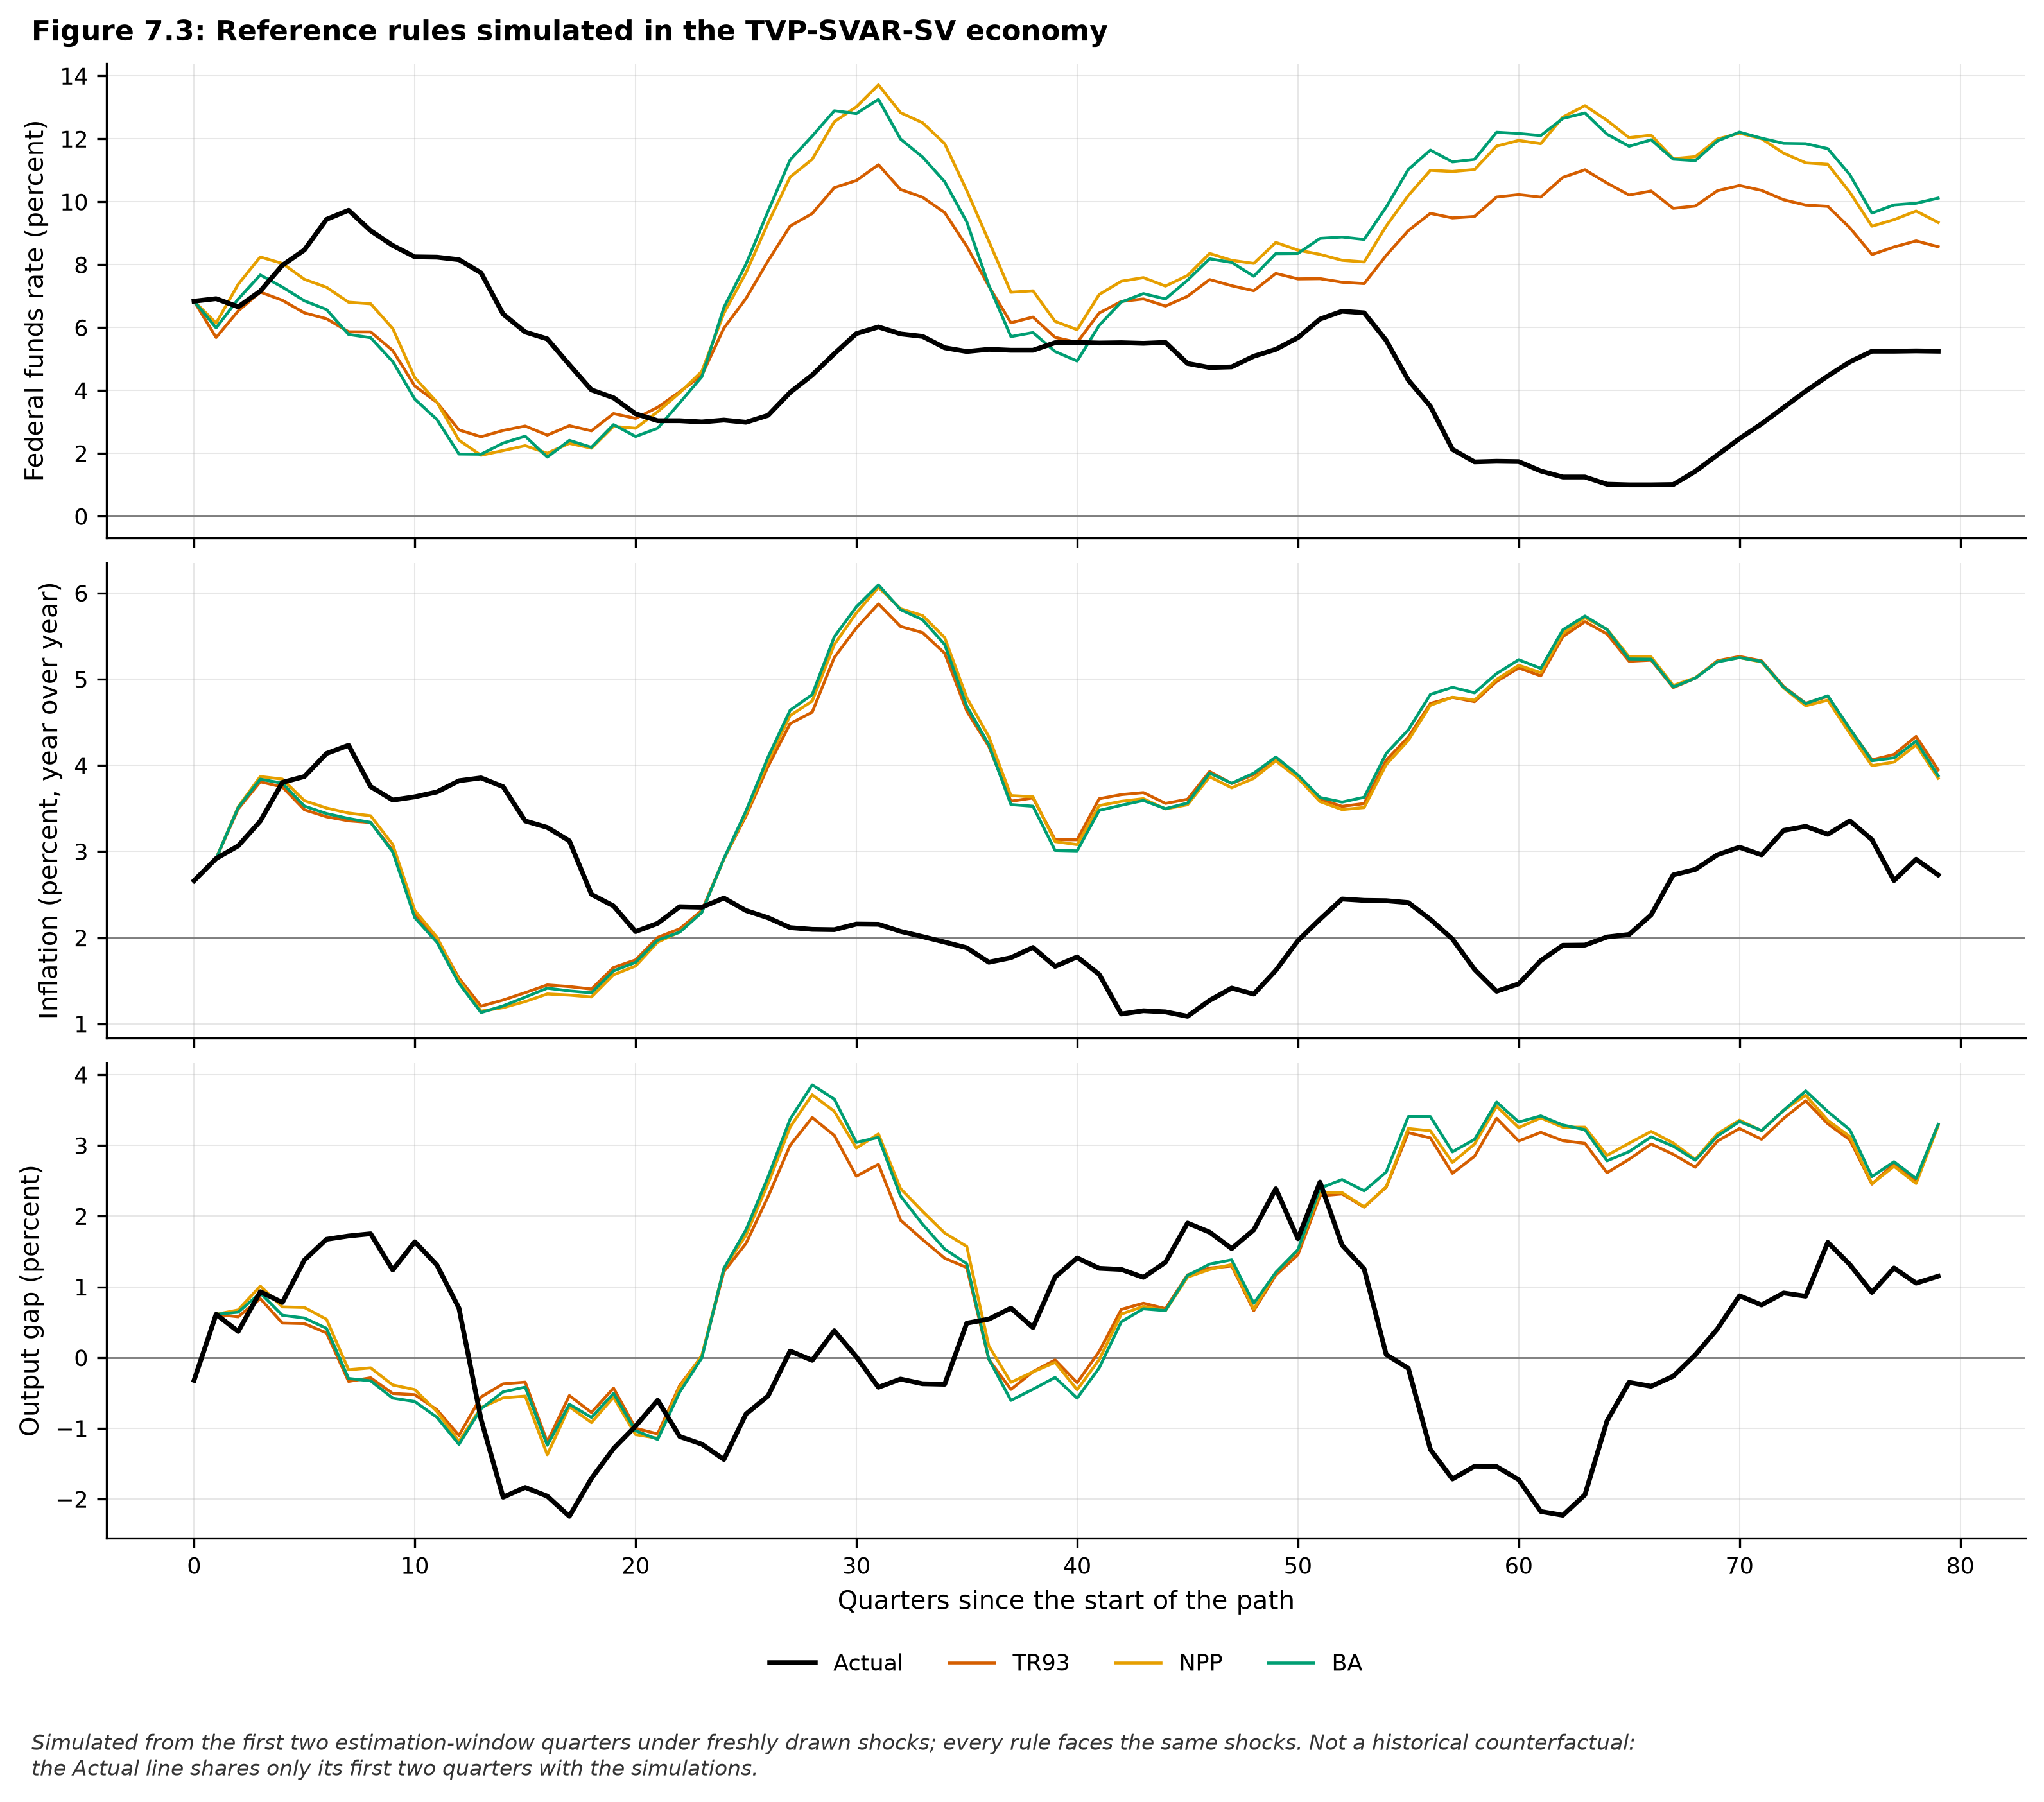 Figure 7.3: Reference rules simulated in the TVP-SVAR-SV economy
Federal funds rate (percent)
14
12
10
8
6
4
2
0
Inflation (percent, year over year)
6
5
4
3
2
1
Output gap (percent)
4
3
2
1
0
−1
−2
0 10 20 30 40 50 60 70 80
Quarters since the start of the path
Actual TR93 NPP BA
Simulated from the first two estimation-window quarters under freshly drawn shocks; every rule faces the same shocks. Not a historical counterfactual:
the Actual line shares only its first two quarters with the simulations.